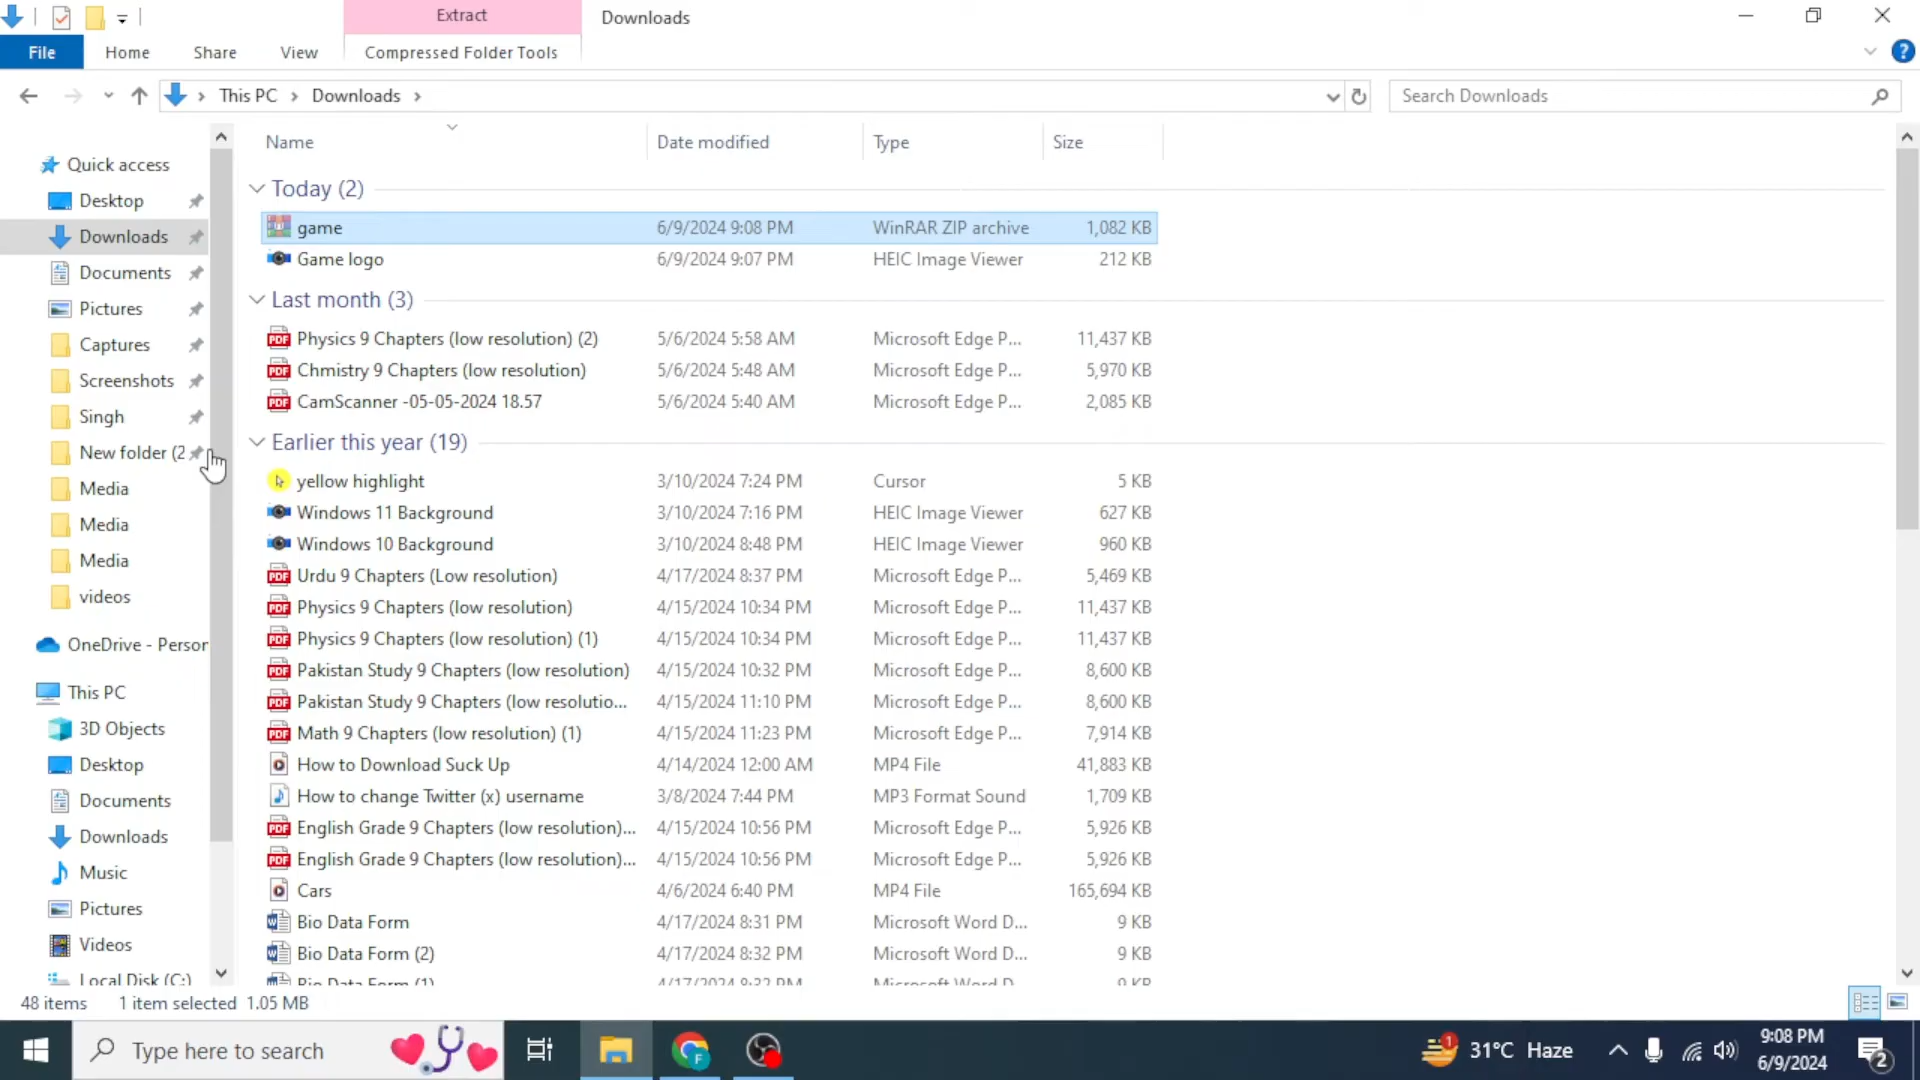 Extract
Downloads
File
Home
Share
View
Compressed Folder Tools
This PC
Downloads
Search Downloads
Name
Date modified
Type
Size
Quick access
Desktop
Downloads
Documents
Pictures
Captures
Screenshots
Singh
New folder (2
Media
Media
Media
videos
OneDrive - Person
This PC
3D Objects
Desktop
Documents
Downloads
Music
Pictures
Videos
Local Disk (C:)
Today (2)
game 6/9/2024 9:08 PM WinRAR ZIP archive 1,082 KB
Game logo 6/9/2024 9:07 PM HEIC Image Viewer 212 KB
Last month (3)
Physics 9 Chapters (low resolution) (2) 5/6/2024 5:58 AM Microsoft Edge P... 11,437 KB
Chmistry 9 Chapters (low resolution) 5/6/2024 5:48 AM Microsoft Edge P... 5,970 KB
CamScanner -05-05-2024 18.57 5/6/2024 5:40 AM Microsoft Edge P... 2,085 KB
Earlier this year (19)
yellow highlight 3/10/2024 7:24 PM Cursor 5 KB
Windows 11 Background 3/10/2024 7:16 PM HEIC Image Viewer 627 KB
Windows 10 Background 3/10/2024 8:48 PM HEIC Image Viewer 960 KB
Urdu 9 Chapters (Low resolution) 4/17/2024 8:37 PM Microsoft Edge P... 5,469 KB
Physics 9 Chapters (low resolution) 4/15/2024 10:34 PM Microsoft Edge P... 11,437 KB
Physics 9 Chapters (low resolution) (1) 4/15/2024 10:34 PM Microsoft Edge P... 11,437 KB
Pakistan Study 9 Chapters (low resolution) 4/15/2024 10:32 PM Microsoft Edge P... 8,600 KB
Pakistan Study 9 Chapters (low resolutio... 4/15/2024 11:10 PM Microsoft Edge P... 8,600 KB
Math 9 Chapters (low resolution) (1) 4/15/2024 11:23 PM Microsoft Edge P... 7,914 KB
How to Download Suck Up 4/14/2024 12:00 AM MP4 File 41,883 KB
How to change Twitter (x) username 3/8/2024 7:44 PM MP3 Format Sound 1,709 KB
English Grade 9 Chapters (low resolution)... 4/15/2024 10:56 PM Microsoft Edge P... 5,926 KB
English Grade 9 Chapters (low resolution)... 4/15/2024 10:56 PM Microsoft Edge P... 5,926 KB
Cars 4/6/2024 6:40 PM MP4 File 165,694 KB
Bio Data Form 4/17/2024 8:31 PM Microsoft Word D... 9 KB
Bio Data Form (2) 4/17/2024 8:32 PM Microsoft Word D... 9 KB
Bio Data Form (1) 4/17/2024 8:32 PM Microsoft Word D... 9 KB
48 items 1 item selected 1.05 MB
Type here to search
1
31°C Haze
9:08 PM
6/9/2024
2